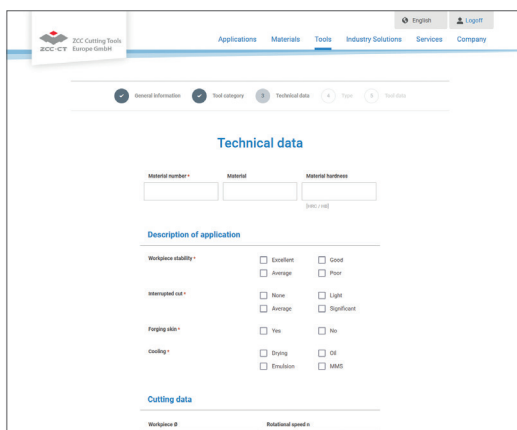 English Logoff
ZCC Cutting Tools
Europe GmbH
ZCC-CT
Applications Materials Tools Industry Solutions Services Company
General Information Tool category 3 Technical data 4 Type 5 Tool data
Technical data
Material number * Material Material hardness
[HRC / HB]
Description of application
Workpiece stability * Excellent Good
Average Poor
Interrupted cut * None Light
Average Significant
Forging skin * Yes No
Cooling * Drying Oil
Emulsion MMS
Cutting data
Workpiece Ø Rotational speed n